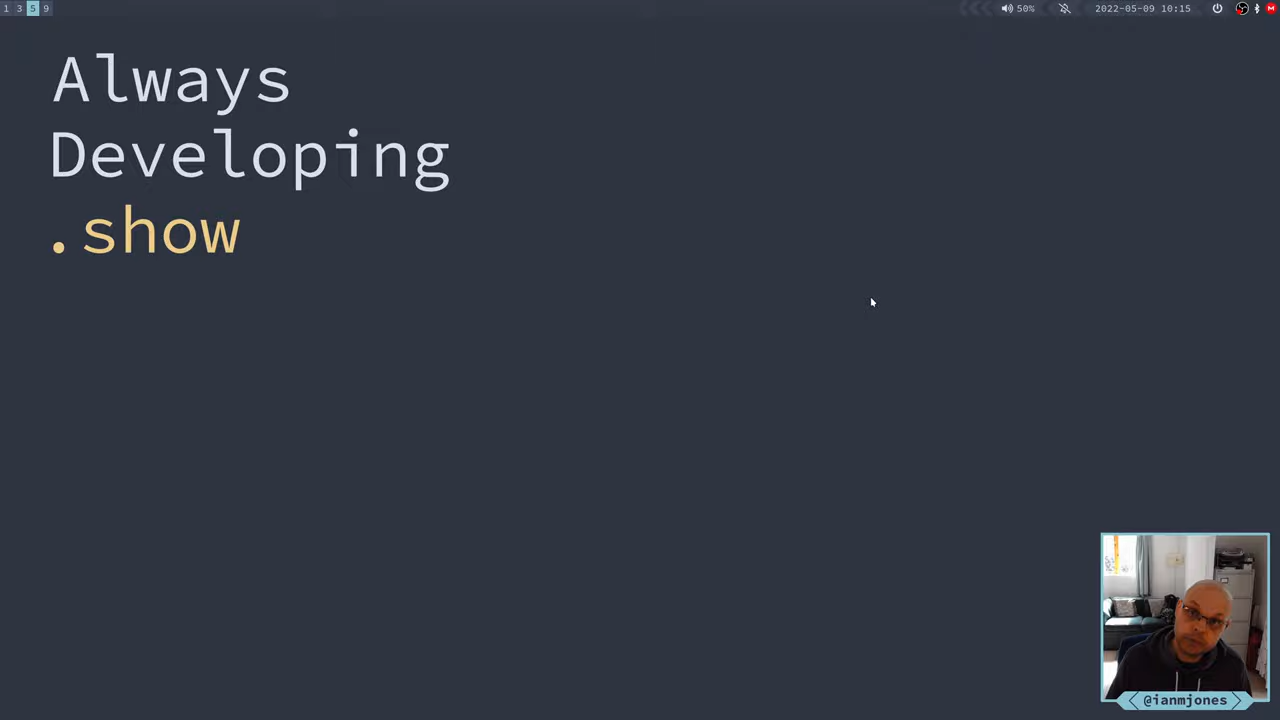 1 3 5 9
50%
2022-05-09 10:15
M
Always
Developing
.show
@ianmjones